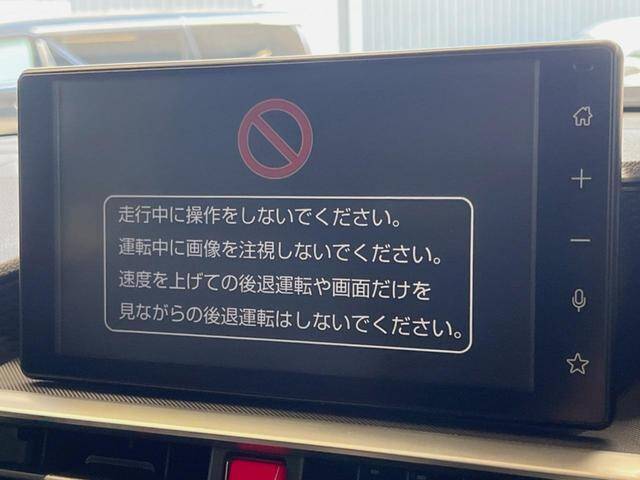 走行中に操作をしないでください。
運転中に画像を注視しないでください。
速度を上げての後退運転や画面だけを
見ながらの後退運転はしないでください。